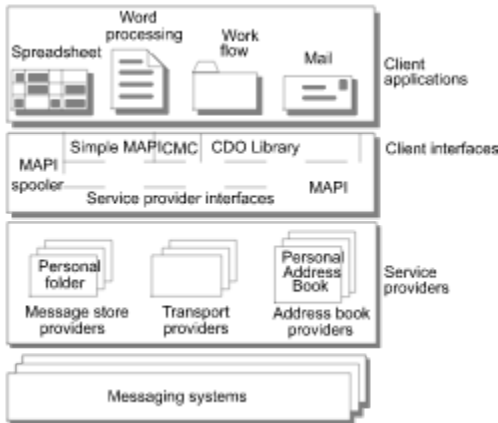 Spreadsheet
Word
processing
Work
flow
Mail
Client
applications
Simple MAPI
CMC
CDO Library
Client interfaces
MAPI
spooler
MAPI
Service provider interfaces
Personal
folder
Personal
Address
Book
Service
providers
Message store
providers
Transport
providers
Address book
providers
Messaging systems